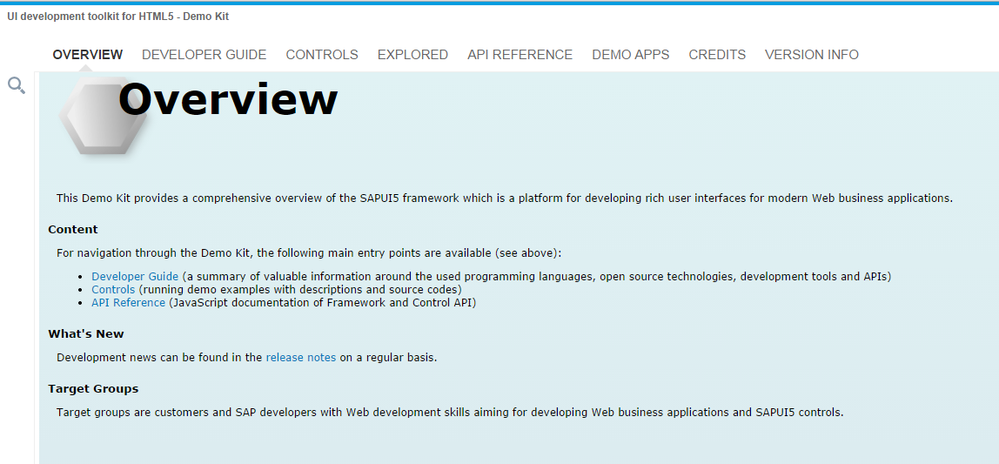 UI development toolkit for HTML5 - Demo Kit
OVERVIEW DEVELOPER GUIDE CONTROLS EXPLORED API REFERENCE DEMO APPS CREDITS VERSION INFO
Overview
This Demo Kit provides a comprehensive overview of the SAPUI5 framework which is a platform for developing rich user interfaces for modern Web business applications.
Content
For navigation through the Demo Kit, the following main entry points are available (see above):
• Developer Guide (a summary of valuable information around the used programming languages, open source technologies, development tools and APIs)
• Controls (running demo examples with descriptions and source codes)
• API Reference (JavaScript documentation of Framework and Control API)
What's New
Development news can be found in the release notes on a regular basis.
Target Groups
Target groups are customers and SAP developers with Web development skills aiming for developing Web business applications and SAPUI5 controls.